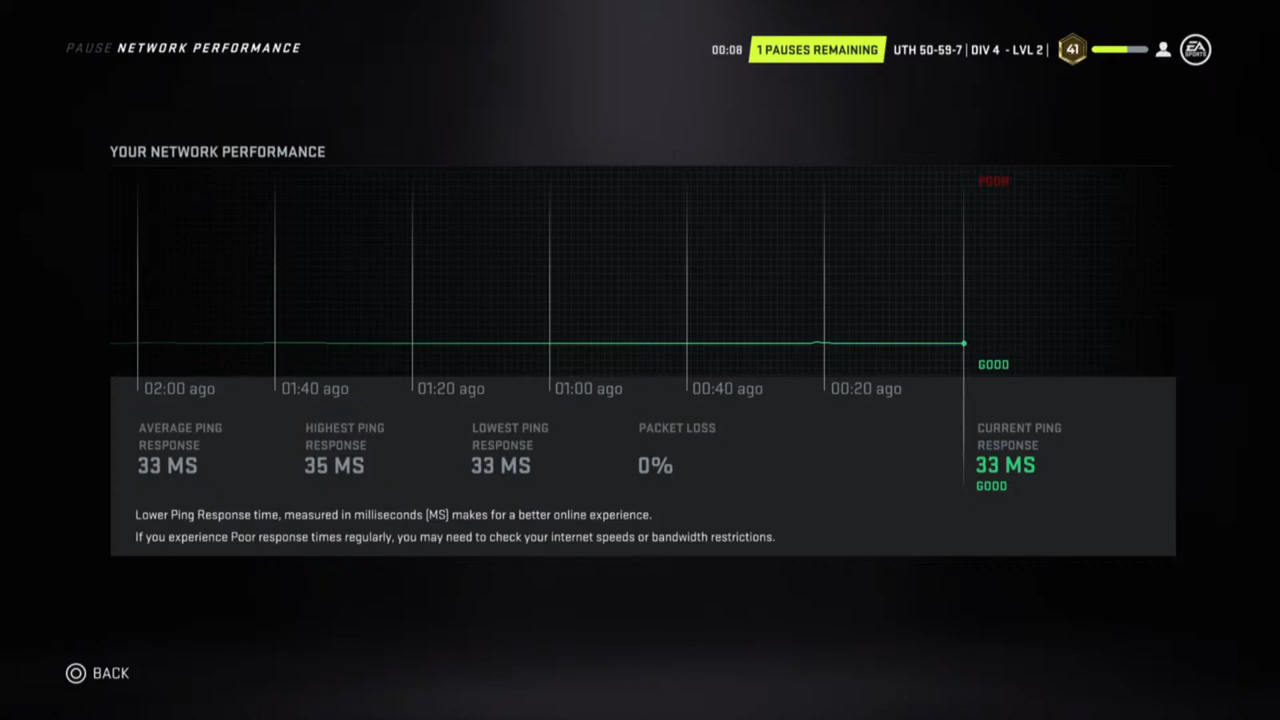 PAUSE NETWORK PERFORMANCE
00:08 1 PAUSES REMAINING UTH 50-59-7 | DIV 4 - LVL 2 | 41 EA SPORTS
YOUR NETWORK PERFORMANCE
POOR
GOOD
02:00 ago 01:40 ago 01:20 ago 01:00 ago 00:40 ago 00:20 ago
AVERAGE PING RESPONSE
33 MS
HIGHEST PING RESPONSE
35 MS
LOWEST PING RESPONSE
33 MS
PACKET LOSS
0%
CURRENT PING RESPONSE
33 MS
GOOD
Lower Ping Response time, measured in milliseconds [MS] makes for a better online experience.
If you experience Poor response times regularly, you may need to check your internet speeds or bandwidth restrictions.
BACK